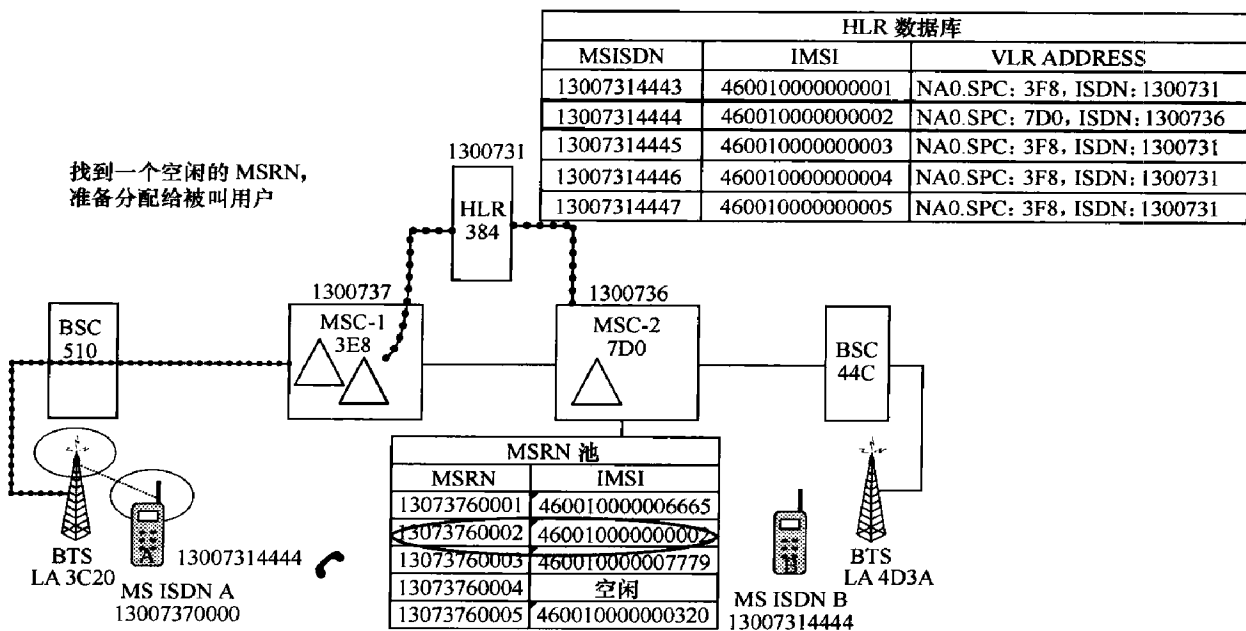 HLR 数据库
MSISDN IMSI VLR ADDRESS
13007314443 460010000000001 NA0.SPC: 3F8, ISDN: 1300731
13007314444 460010000000002 NA0.SPC: 7D0, ISDN: 1300736
13007314445 460010000000003 NA0.SPC: 3F8, ISDN: 1300731
13007314446 460010000000004 NA0.SPC: 3F8, ISDN: 1300731
13007314447 460010000000005 NA0.SPC: 3F8, ISDN: 1300731
找到一个空闲的 MSRN,
准备分配给被叫用户
1300731
HLR
384
1300737
MSC-1
3E8
1300736
MSC-2
7D0
BSC
510
BSC
44C
MSRN 池
MSRN IMSI
13073760001 460010000006665
13073760002 460010000000002
13073760003 460010000007779
13073760004 空闲
13073760005 460010000000320
BTS
LA 3C20
A
13007314444
MS ISDN A
13007370000
MS ISDN B
13007314444
BTS
LA 4D3A